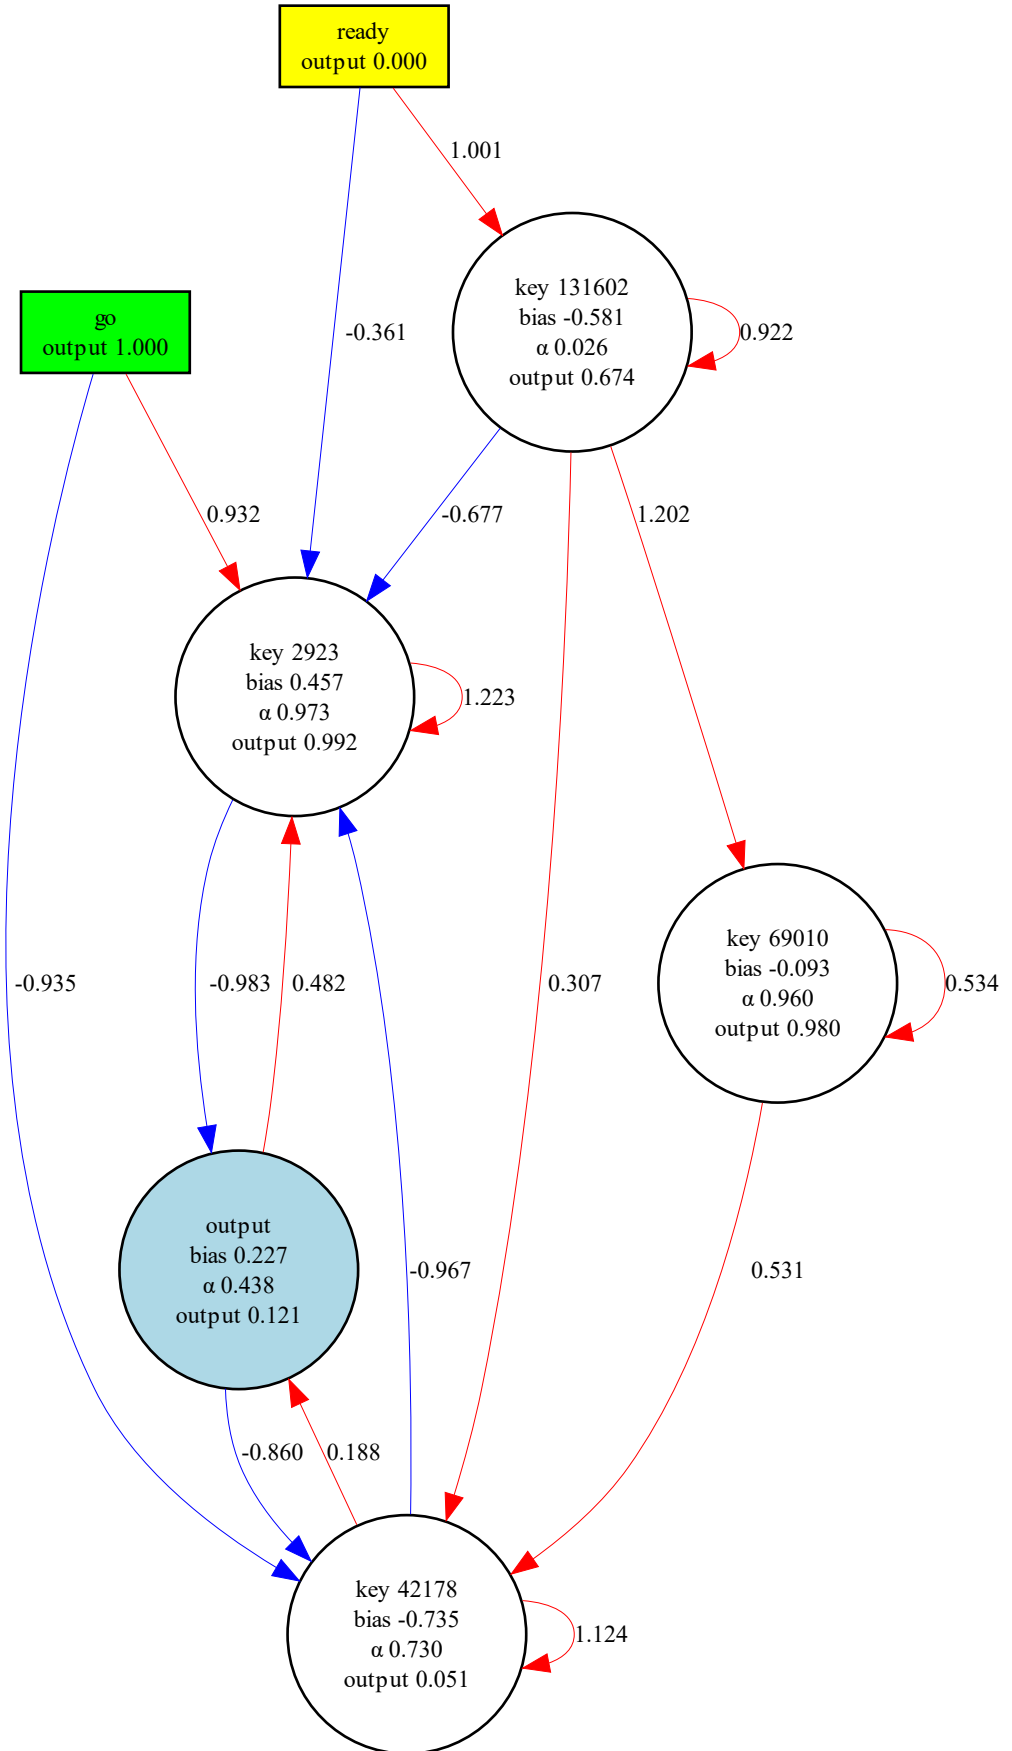 ready
output 0.000
1.001
key 131602
bias -0.581
α 0.026
output 0.674
0.922
go
output 1.000
-0.361
0.932
-0.677
1.202
key 2923
bias 0.457
α 0.973
output 0.992
1.223
-0.935
-0.983
0.482
0.307
key 69010
bias -0.093
α 0.960
output 0.980
0.534
output
bias 0.227
α 0.438
output 0.121
-0.967
0.531
-0.860
0.188
key 42178
bias -0.735
α 0.730
output 0.051
1.124